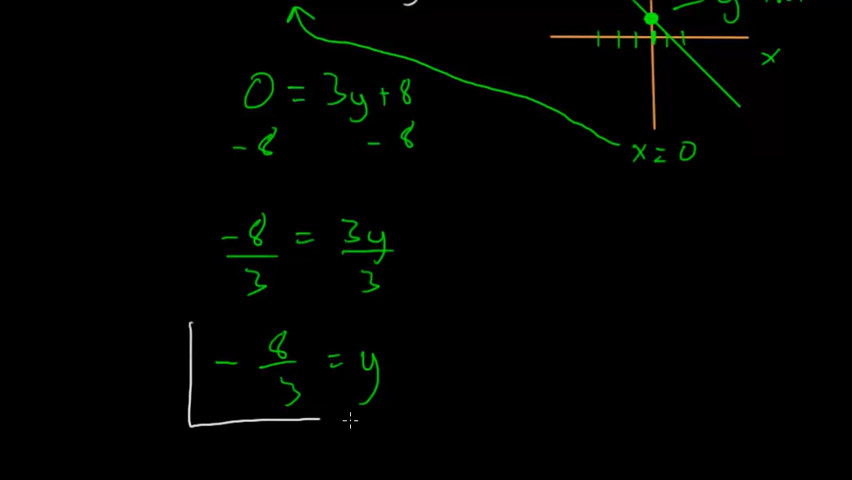 y
x
0 = 3y + 8
-8 -8
x = 0
-8/3 = 3y/3
- 8/3 = y